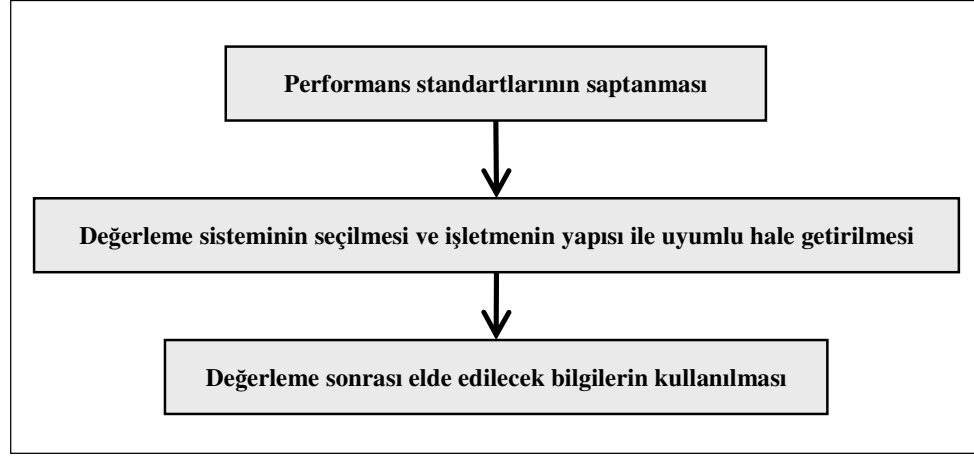 Performans standartlarının saptanması
Değerleme sisteminin seçilmesi ve işletmenin yapısı ile uyumlu hale getirilmesi
Değerleme sonrası elde edilecek bilgilerin kullanılması